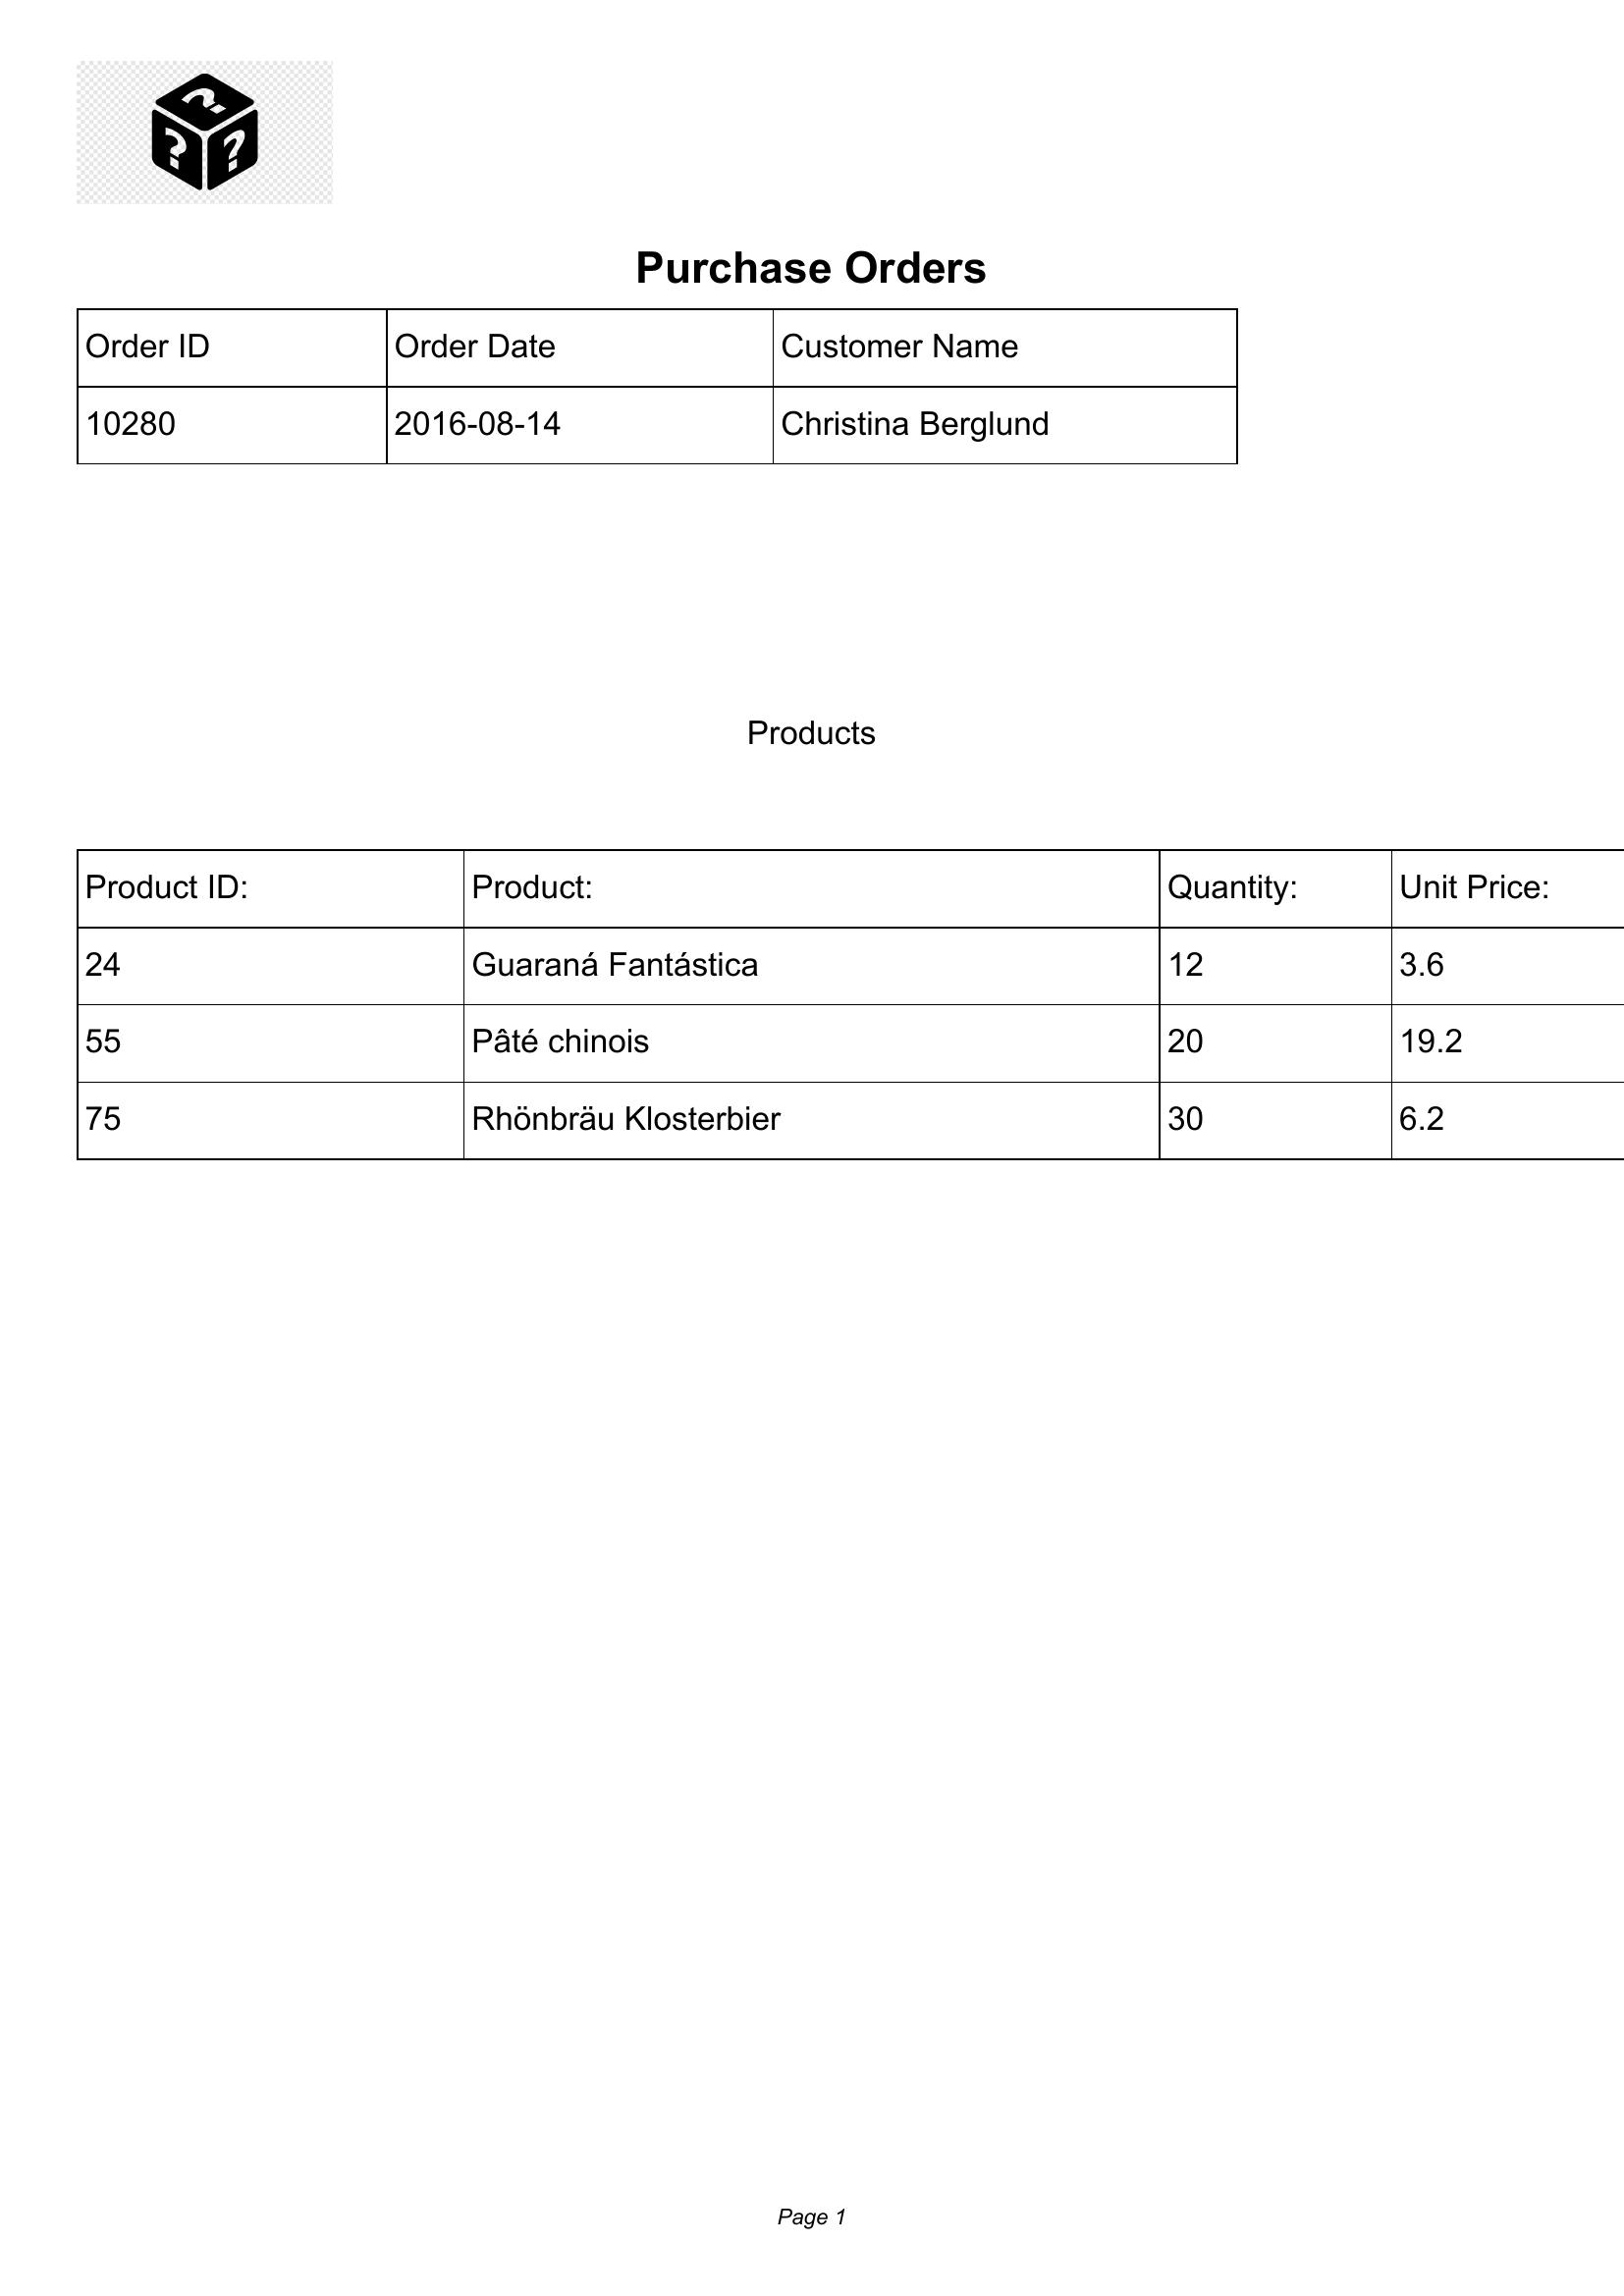 Purchase Orders
Order ID Order Date Customer Name
10280 2016-08-14 Christina Berglund
Products
Product ID: Product: Quantity: Unit Price:
24 Guaraná Fantástica 12 3.6
55 Pâté chinois 20 19.2
75 Rhönbräu Klosterbier 30 6.2
Page 1